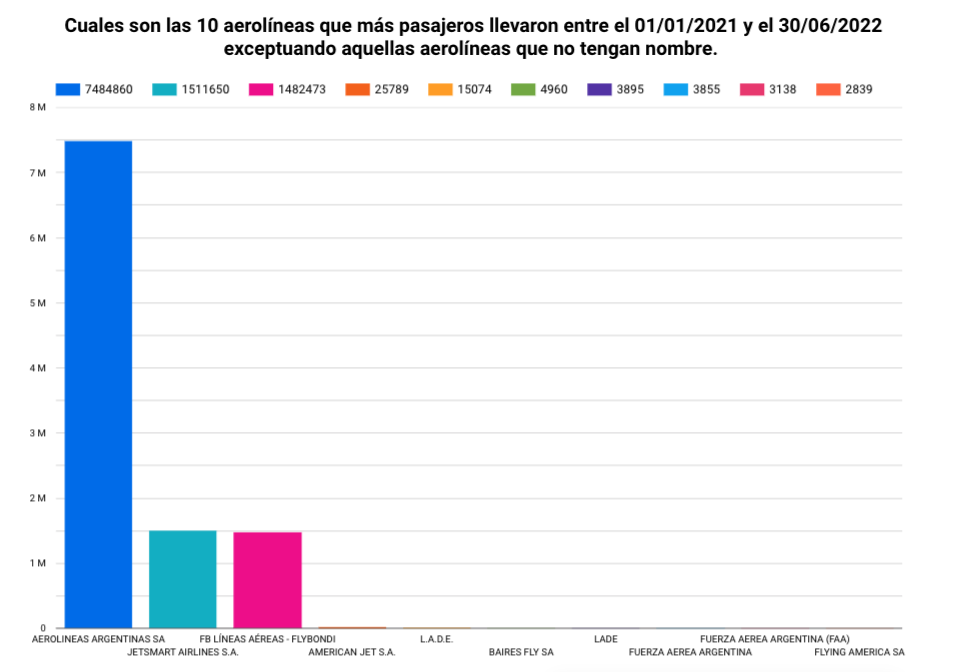 Cuales son las 10 aerolíneas que más pasajeros llevaron entre el 01/01/2021 y el 30/06/2022
exceptuando aquellas aerolíneas que no tengan nombre.
7484860 1511650 1482473 25789 15074 4960 3895 3855 3138 2839
8 M
7 M
6 M
5 M
4 M
3 M
2 M
1 M
0
AEROLINEAS ARGENTINAS SA FB LÍNEAS AÉREAS - FLYBONDI L.A.D.E. LADE FUERZA AEREA ARGENTINA (FAA)
JETSMART AIRLINES S.A. AMERICAN JET S.A. BAIRES FLY SA FUERZA AEREA ARGENTINA FLYING AMERICA SA